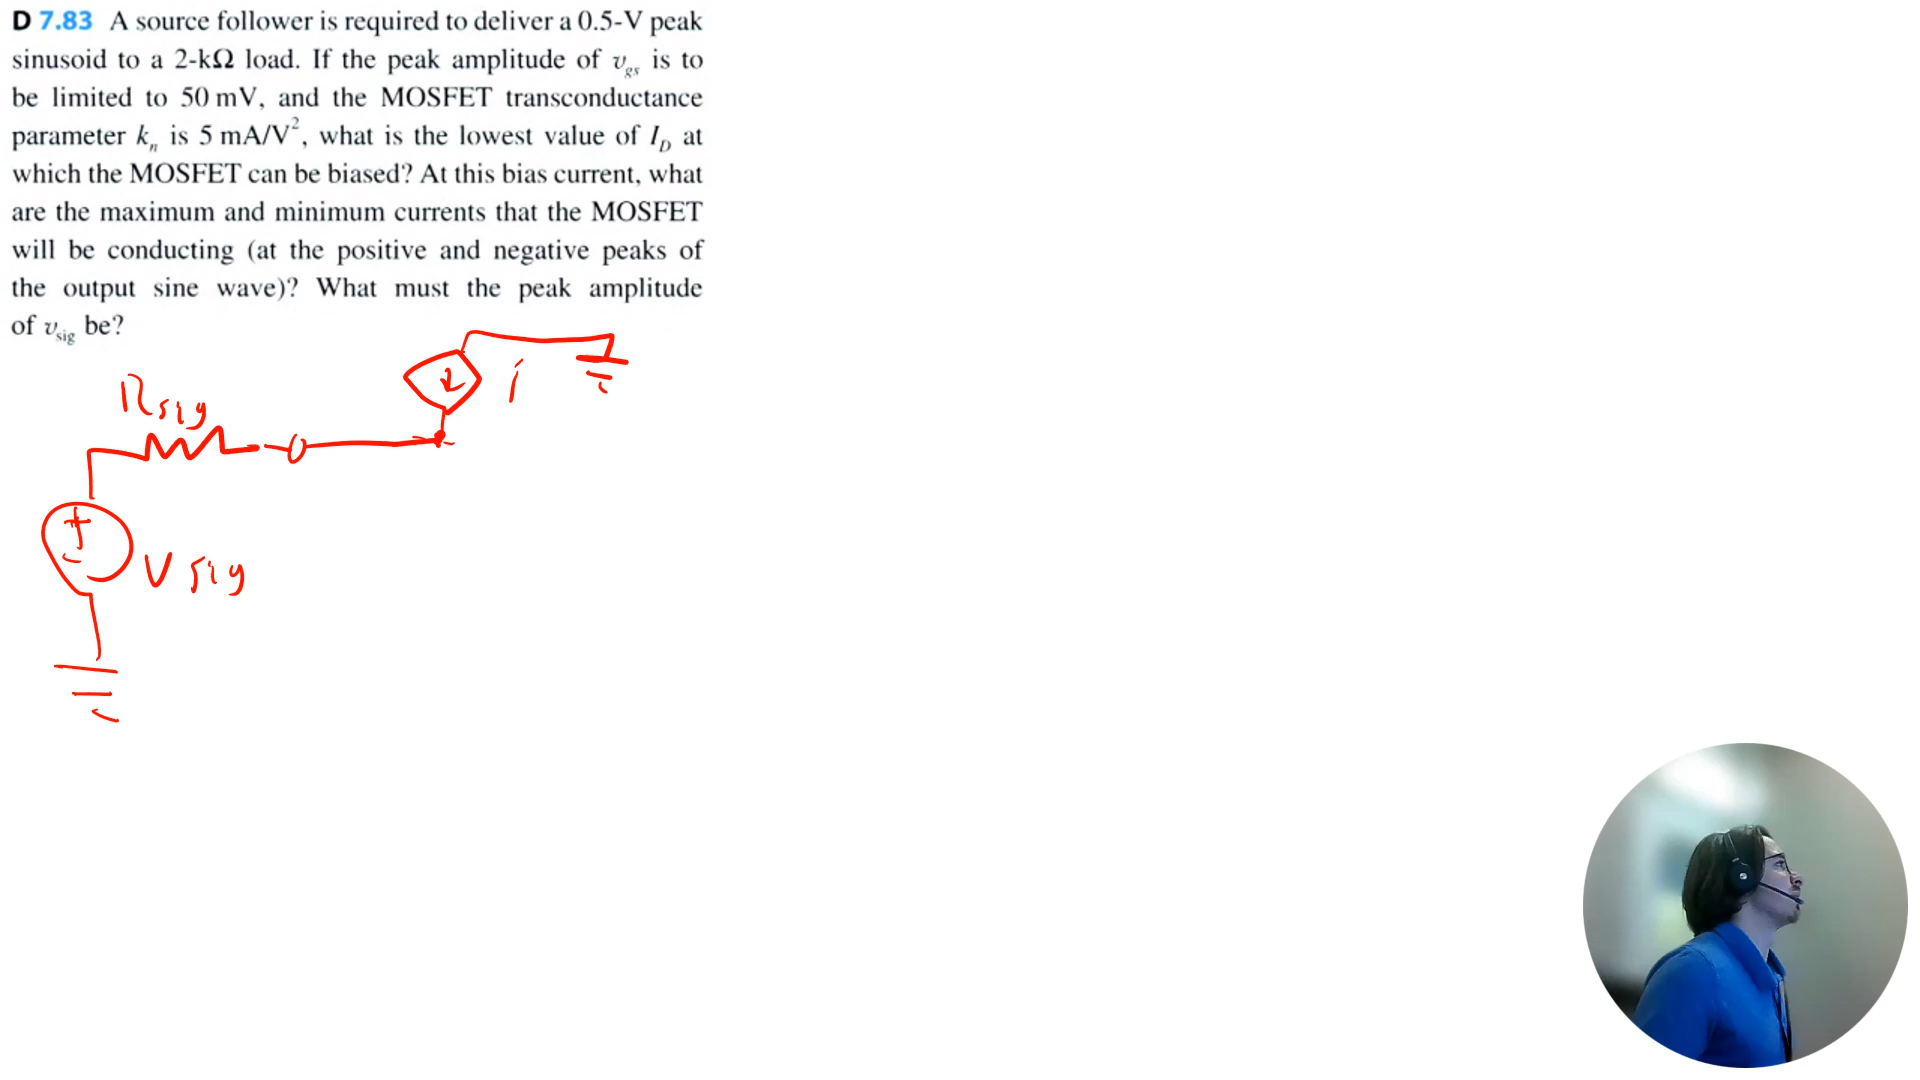 D 7.83 A source follower is required to deliver a 0.5-V peak
sinusoid to a 2-kΩ load. If the peak amplitude of v_gs is to
be limited to 50 mV, and the MOSFET transconductance
parameter k_n is 5 mA/V², what is the lowest value of I_D at
which the MOSFET can be biased? At this bias current, what
are the maximum and minimum currents that the MOSFET
will be conducting (at the positive and negative peaks of
the output sine wave)? What must the peak amplitude
of v_sig be?
i
Rsig
+
-
Vsig